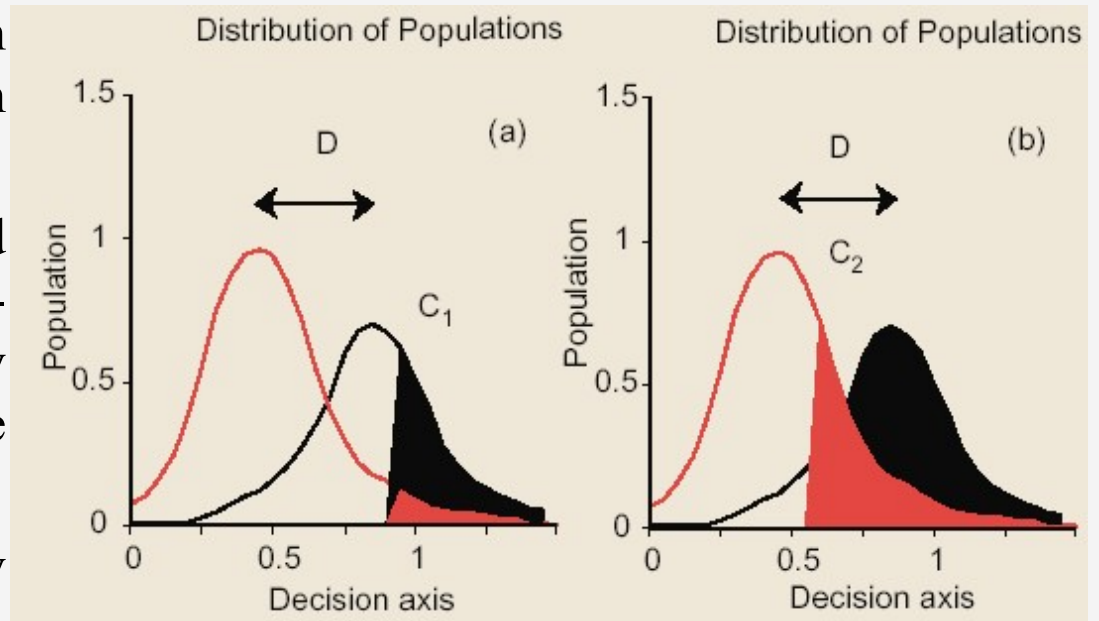 Distribution of Populations
1.5
D
(a)
1
C1
0.5
0
Population
0
0.5
1
Decision axis
Distribution of Populations
1.5
D
(b)
1
C2
0.5
0
Population
0
0.5
1
Decision axis